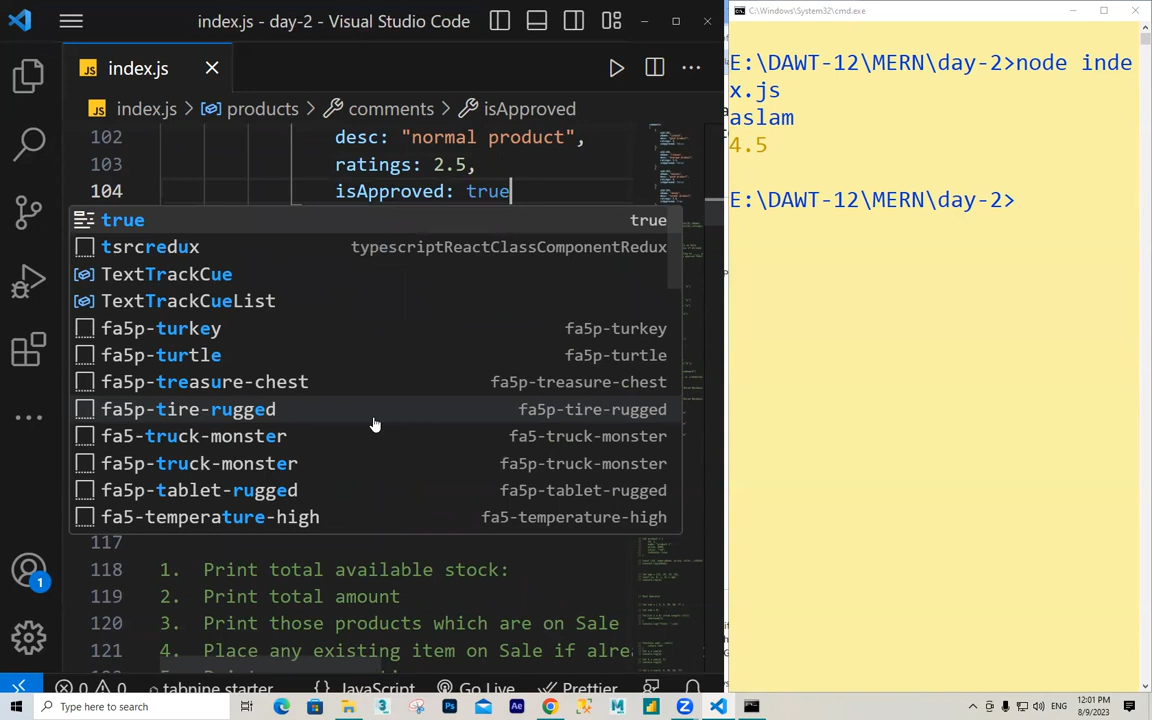 index.js - day-2 - Visual Studio Code
C:\Windows\System32\cmd.exe
JS index.js
JS index.js > products > comments > isApproved
102 desc: "normal product",
103 ratings: 2.5,
104 isApproved: true
true true
tsrcredux typescriptReactClassComponentRedux
TextTrackCue
TextTrackCueList
fa5p-turkey fa5p-turkey
fa5p-turtle fa5p-turtle
fa5p-treasure-chest fa5p-treasure-chest
fa5p-tire-rugged fa5p-tire-rugged
fa5-truck-monster fa5-truck-monster
fa5p-truck-monster fa5p-truck-monster
fa5p-tablet-rugged fa5p-tablet-rugged
fa5-temperature-high fa5-temperature-high
117
118 1. Print total available stock:
119 2. Print total amount
120 3. Print those products which are on Sale
121 4. Place any existing item on Sale if alre
1
0 0 tabnine starter {} JavaScript Go Live Prettier
E:\DAWT-12\MERN\day-2>node inde
x.js
aslam
4.5
E:\DAWT-12\MERN\day-2>
Type here to search
ENG
12:01 PM
8/9/2023